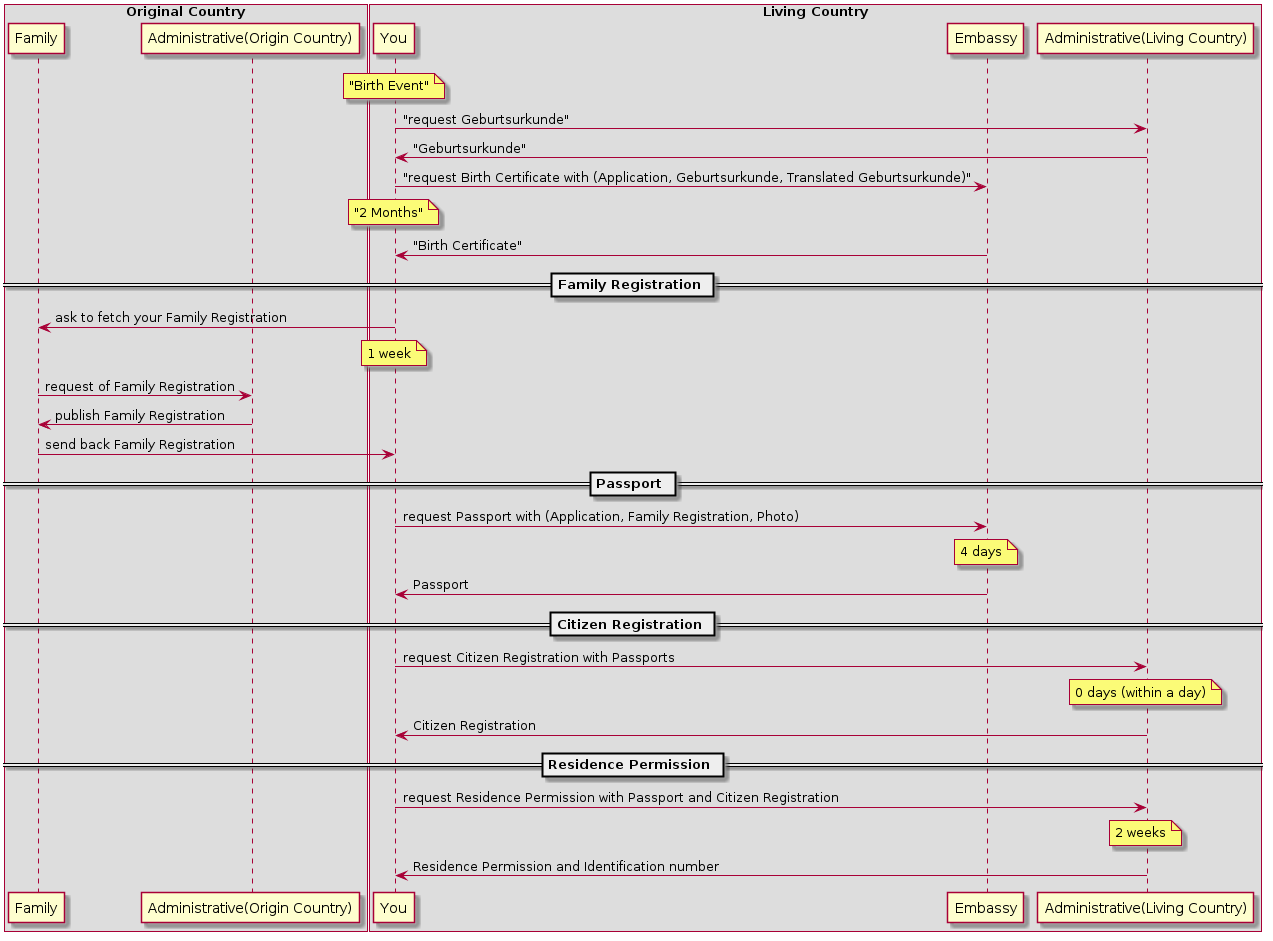 Original Country
Living Country
Family
Administrative(Origin Country)
You
Embassy
Administrative(Living Country)
"Birth Event"
"request Geburtsurkunde"
"Geburtsurkunde"
"request Birth Certificate with (Application, Geburtsurkunde, Translated Geburtsurkunde)"
"2 Months"
"Birth Certificate"
Family Registration
ask to fetch your Family Registration
1 week
request of Family Registration
publish Family Registration
send back Family Registration
Passport
request Passport with (Application, Family Registration, Photo)
4 days
Passport
Citizen Registration
request Citizen Registration with Passports
0 days (within a day)
Citizen Registration
Residence Permission
request Residence Permission with Passport and Citizen Registration
2 weeks
Residence Permission and Identification number
Family
Administrative(Origin Country)
You
Embassy
Administrative(Living Country)